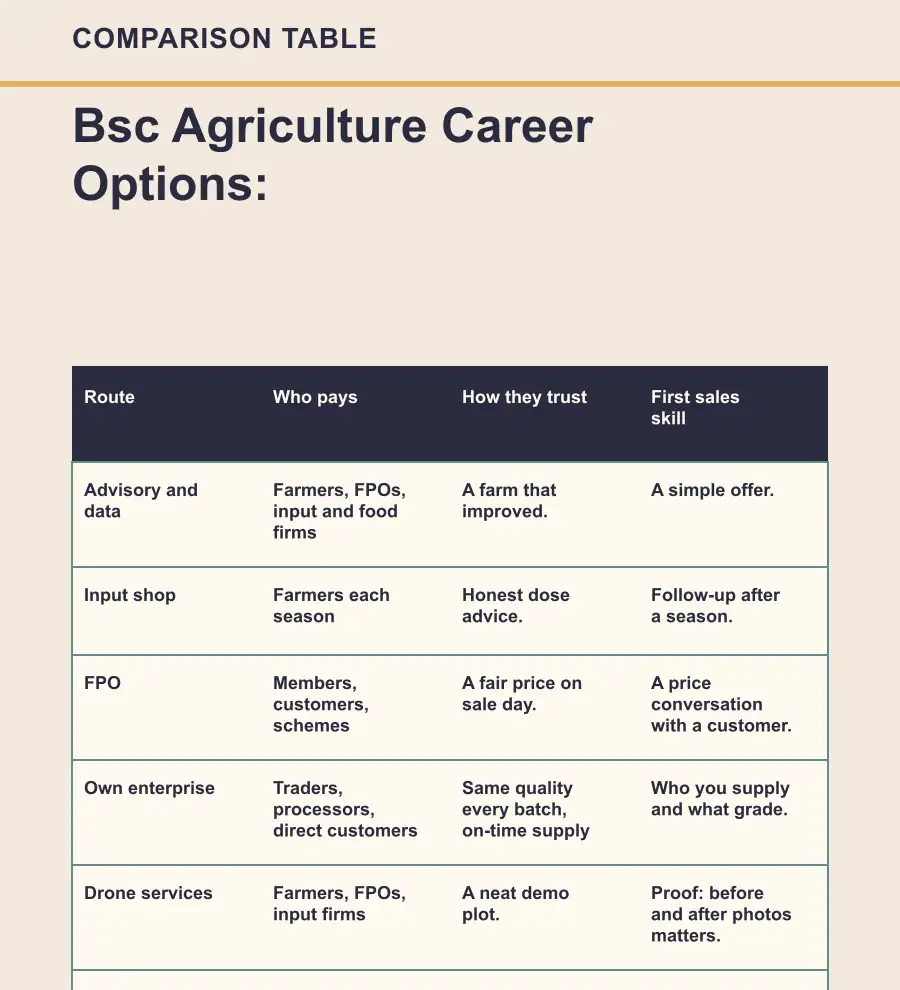 COMPARISON TABLE
Bsc Agriculture Career
Options:
Route
Who pays
How they trust
First sales
skill
Advisory and
data
Farmers, FPOs,
input and food
firms
A farm that
improved.
A simple offer.
Input shop
Farmers each
season
Honest dose
advice.
Follow-up after
a season.
FPO
Members,
customers,
schemes
A fair price on
sale day.
A price
conversation
with a customer.
Own enterprise
Traders,
processors,
direct customers
Same quality
every batch,
on-time supply
Who you supply
and what grade.
Drone services
Farmers, FPOs,
input firms
A neat demo
plot.
Proof: before
and after photos
matters.